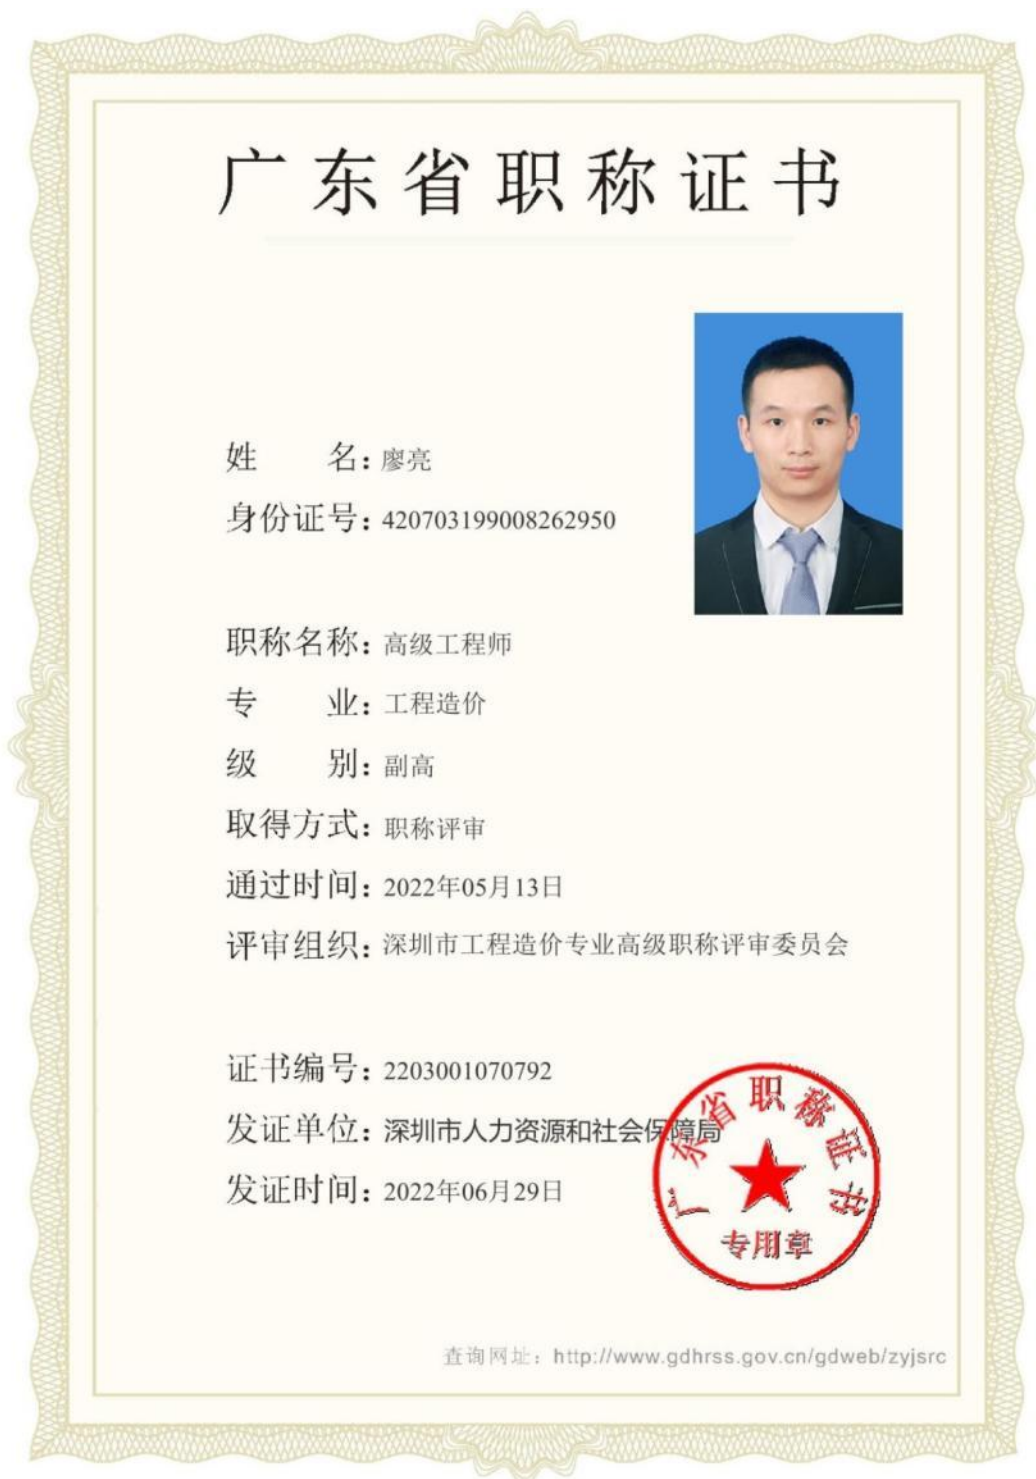 广东省职称证书
姓 名：廖亮
身份证号：420703199008262950
职称名称：高级工程师
专 业：工程造价
级 别：副高
取得方式：职称评审
通过时间：2022年05月13日
评审组织：深圳市工程造价专业高级职称评审委员会
证书编号：2203001070792
发证单位：深圳市人力资源和社会保障局
发证时间：2022年06月29日
广东省职称证书
专用章
查询网址：http://www.gdhrss.gov.cn/gdweb/zyjsrc